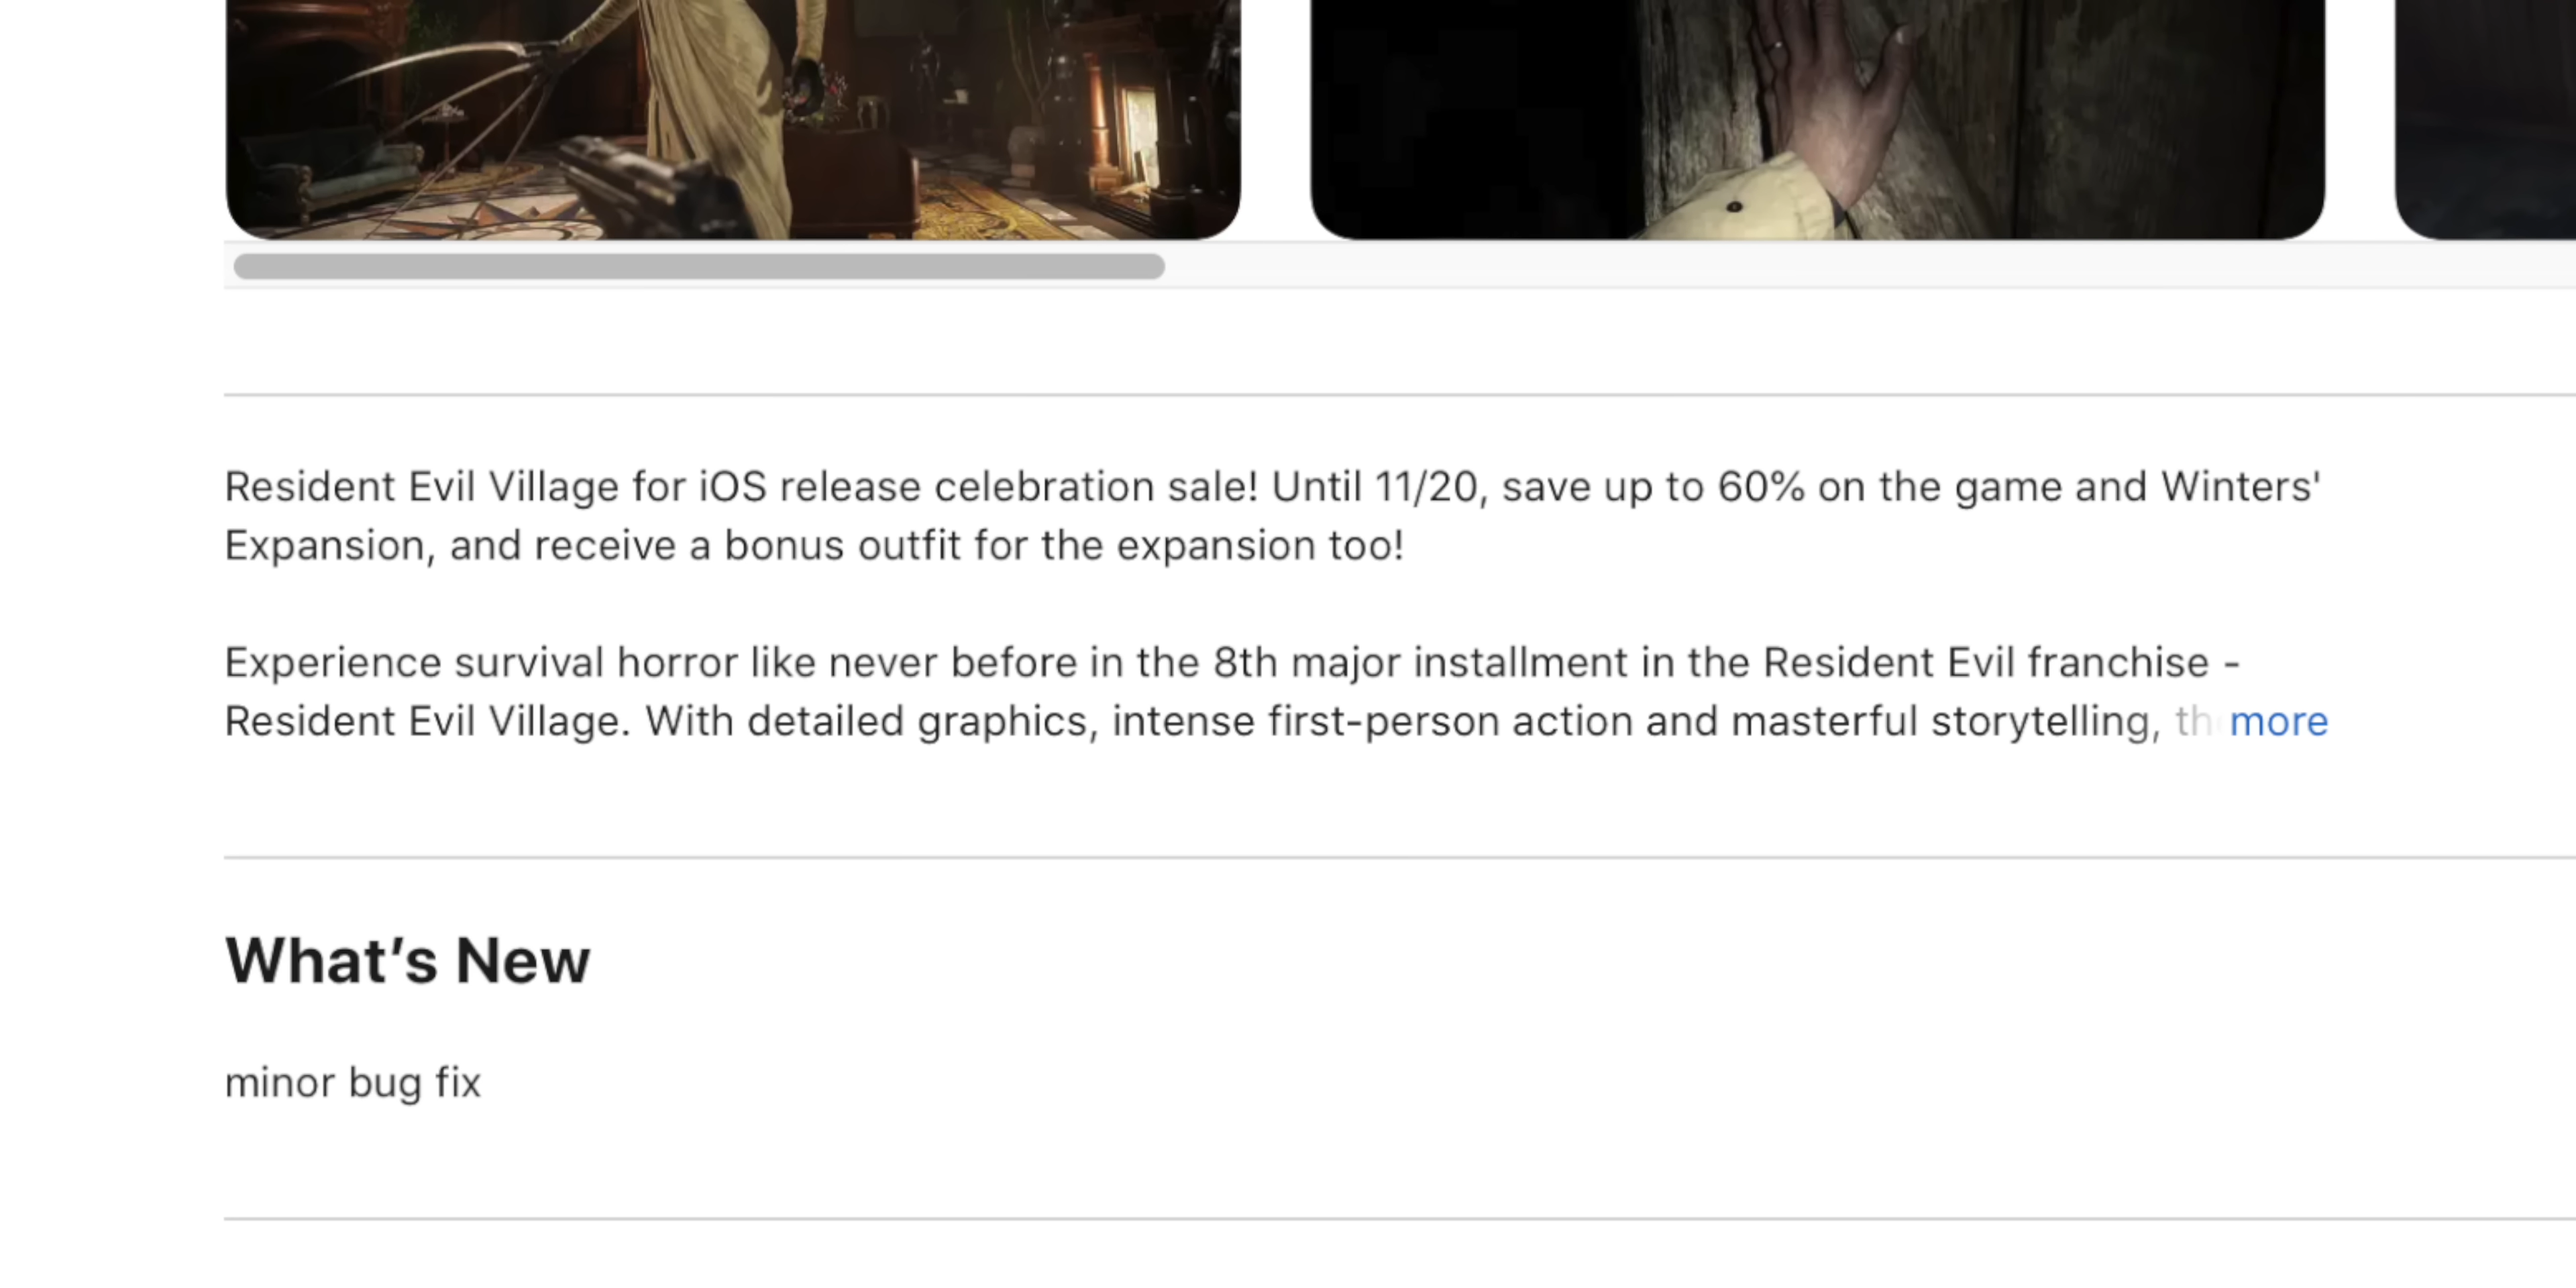 Resident Evil Village for iOS release celebration sale! Until 11/20, save up to 60% on the game and Winters'
Expansion, and receive a bonus outfit for the expansion too!
Experience survival horror like never before in the 8th major installment in the Resident Evil franchise -
Resident Evil Village. With detailed graphics, intense first-person action and masterful storytelling, more
What’s New
minor bug fix